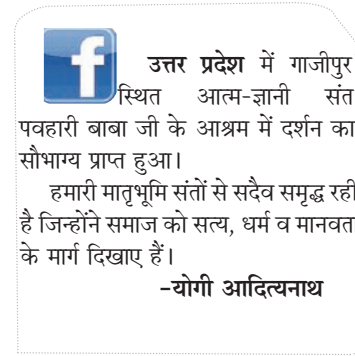 उत्तर प्रदेश में गाजीपुर
स्थित आत्म-ज्ञानी संत
पवहारी बाबा जी के आश्रम में दर्शन का
सौभाग्य प्राप्त हुआ।
हमारी मातृभूमि संतों से सदैव समृद्ध रही
है जिन्होंने समाज को सत्य, धर्म व मानवता
के मार्ग दिखाए हैं।
-योगी आदित्यनाथ